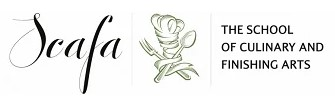 Scafa
THE SCHOOL
OF CULINARY AND
FINISHING ARTS